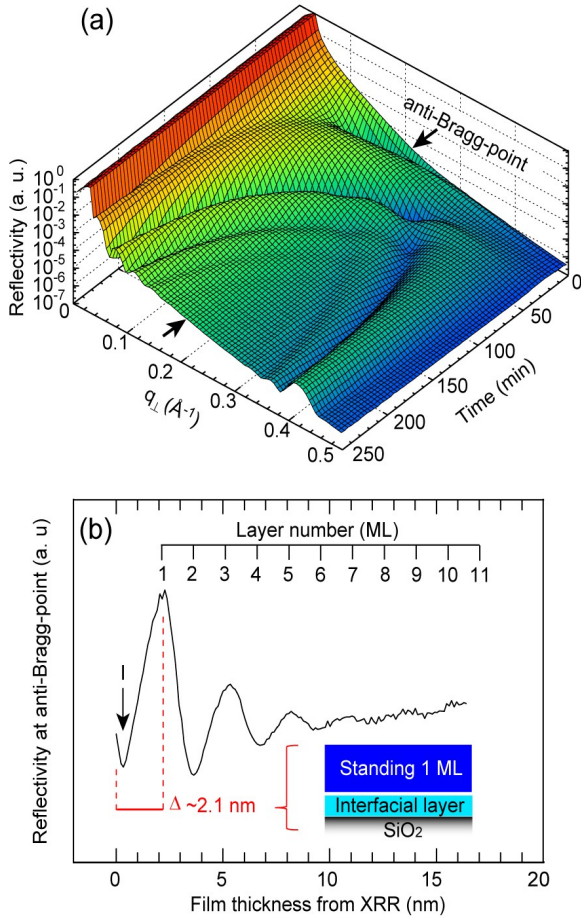 (a)
anti-Bragg-point
Reflectivity (a. u.)
10⁰
10⁻¹
10⁻²
10⁻³
10⁻⁴
10⁻⁵
10⁻⁶
10⁻⁷
0
0.1
0.2
0.3
0.4
0.5
q⊥ (Å⁻¹)
0
50
100
150
200
250
Time (min)
(b)
Layer number (ML)
1 2 3 4 5 6 7 8 9 10 11
Reflectivity at anti-Bragg-point (a. u)
I
Δ ~2.1 nm
Standing 1 ML
Interfacial layer
SiO₂
0 5 10 15 20
Film thickness from XRR (nm)